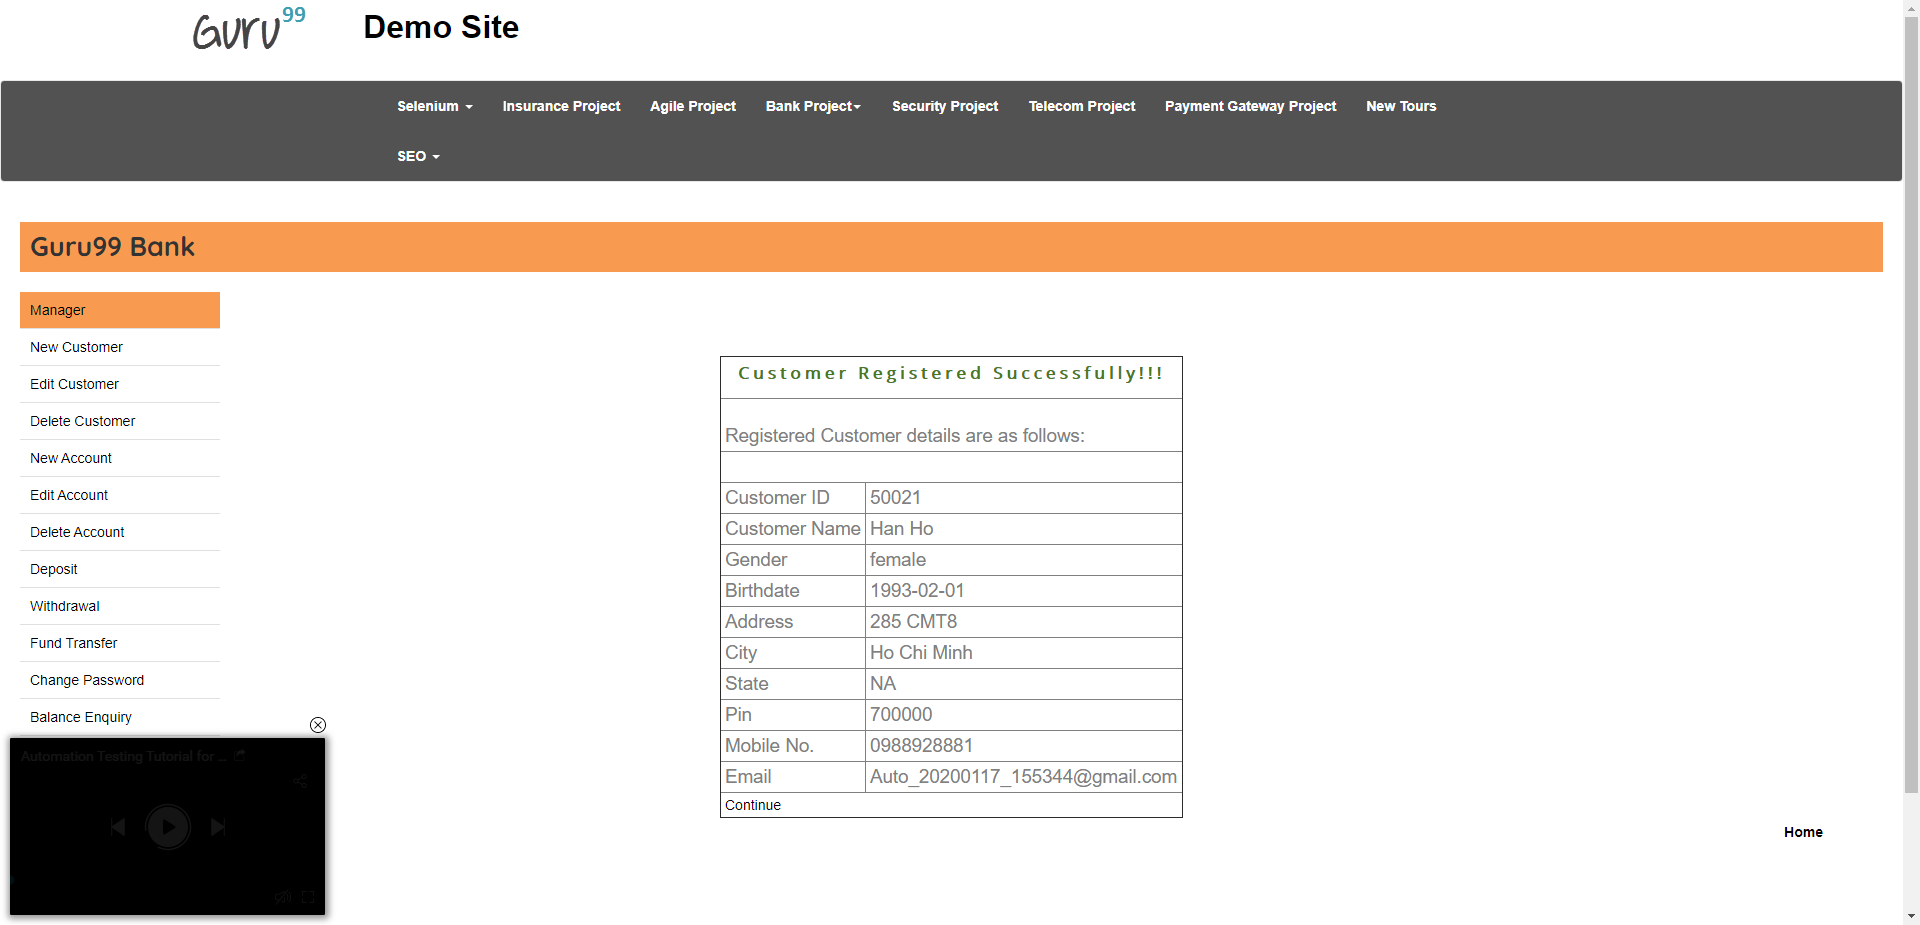 Guru99
Demo Site
Selenium
Insurance Project
Agile Project
Bank Project
Security Project
Telecom Project
Payment Gateway Project
New Tours
SEO
Guru99 Bank
Manager
New Customer
Edit Customer
Delete Customer
New Account
Edit Account
Delete Account
Deposit
Withdrawal
Fund Transfer
Change Password
Balance Enquiry
Automation Testing Tutorial for ...
Customer Registered Successfully!!!
Registered Customer details are as follows:
Customer ID 50021
Customer Name Han Ho
Gender female
Birthdate 1993-02-01
Address 285 CMT8
City Ho Chi Minh
State NA
Pin 700000
Mobile No. 0988928881
Email Auto_20200117_155344@gmail.com
Continue
Home